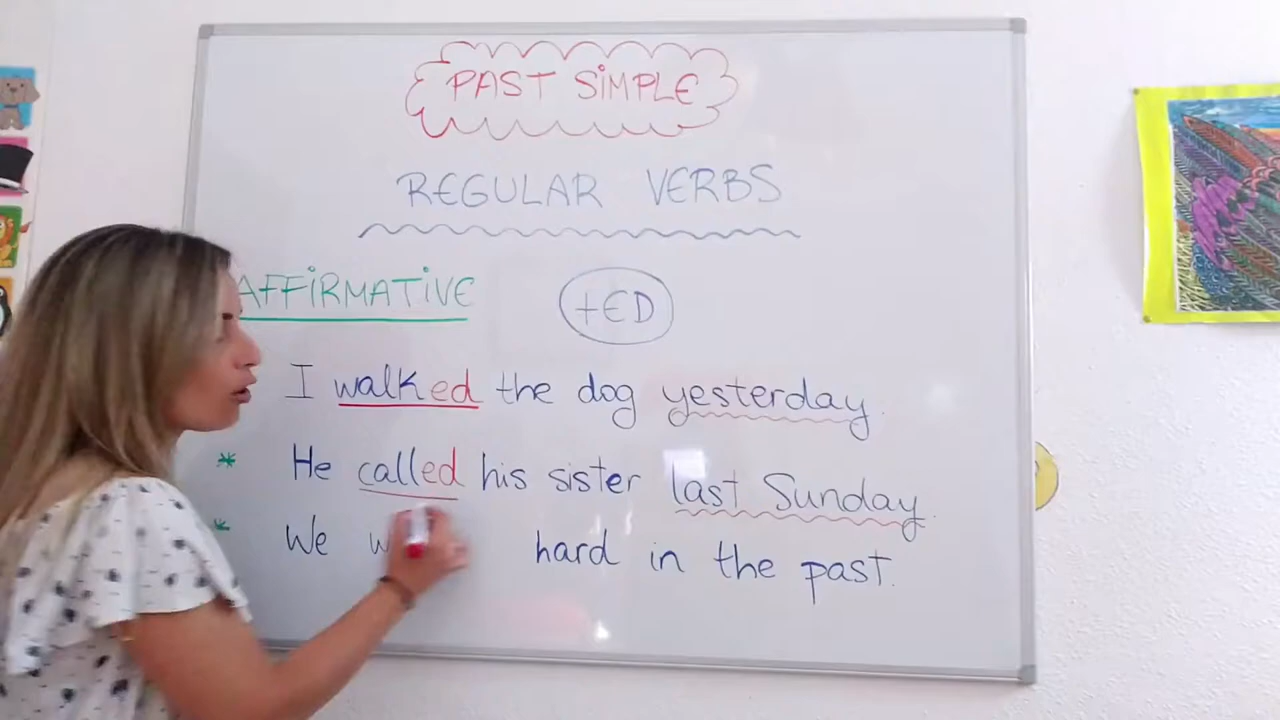 PAST SIMPLE
REGULAR VERBS
AFFIRMATIVE +ED
I walked the dog yesterday.
* He called his sister last Sunday.
* We hard in the past.